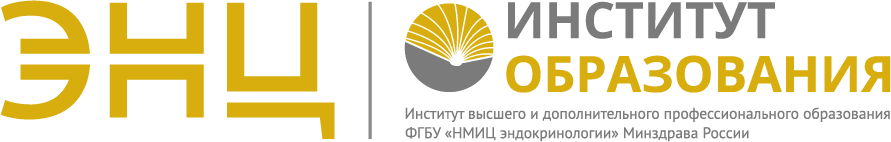 ЭНЦ
ИНСТИТУТ
ОБРАЗОВАНИЯ
Институт высшего и дополнительного профессионального образования
ФГБУ «НМИЦ эндокринологии» Минздрава России